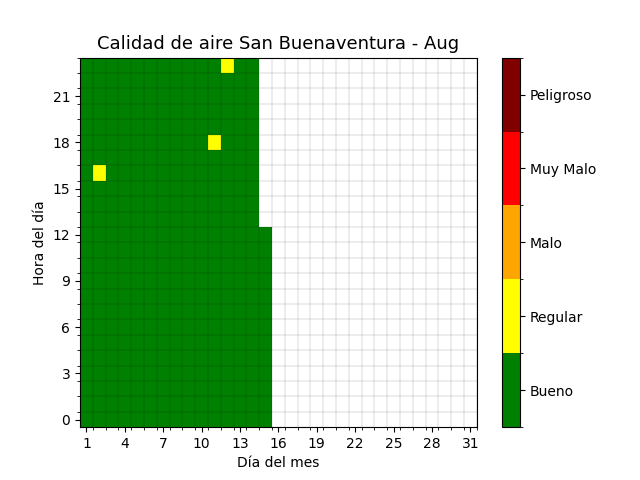 Calidad de aire San Buenaventura - Aug
Hora del día
21
18
15
12
9
6
3
0
1 4 7 10 13 16 19 22 25 28 31
Día del mes
Peligroso
Muy Malo
Malo
Regular
Bueno